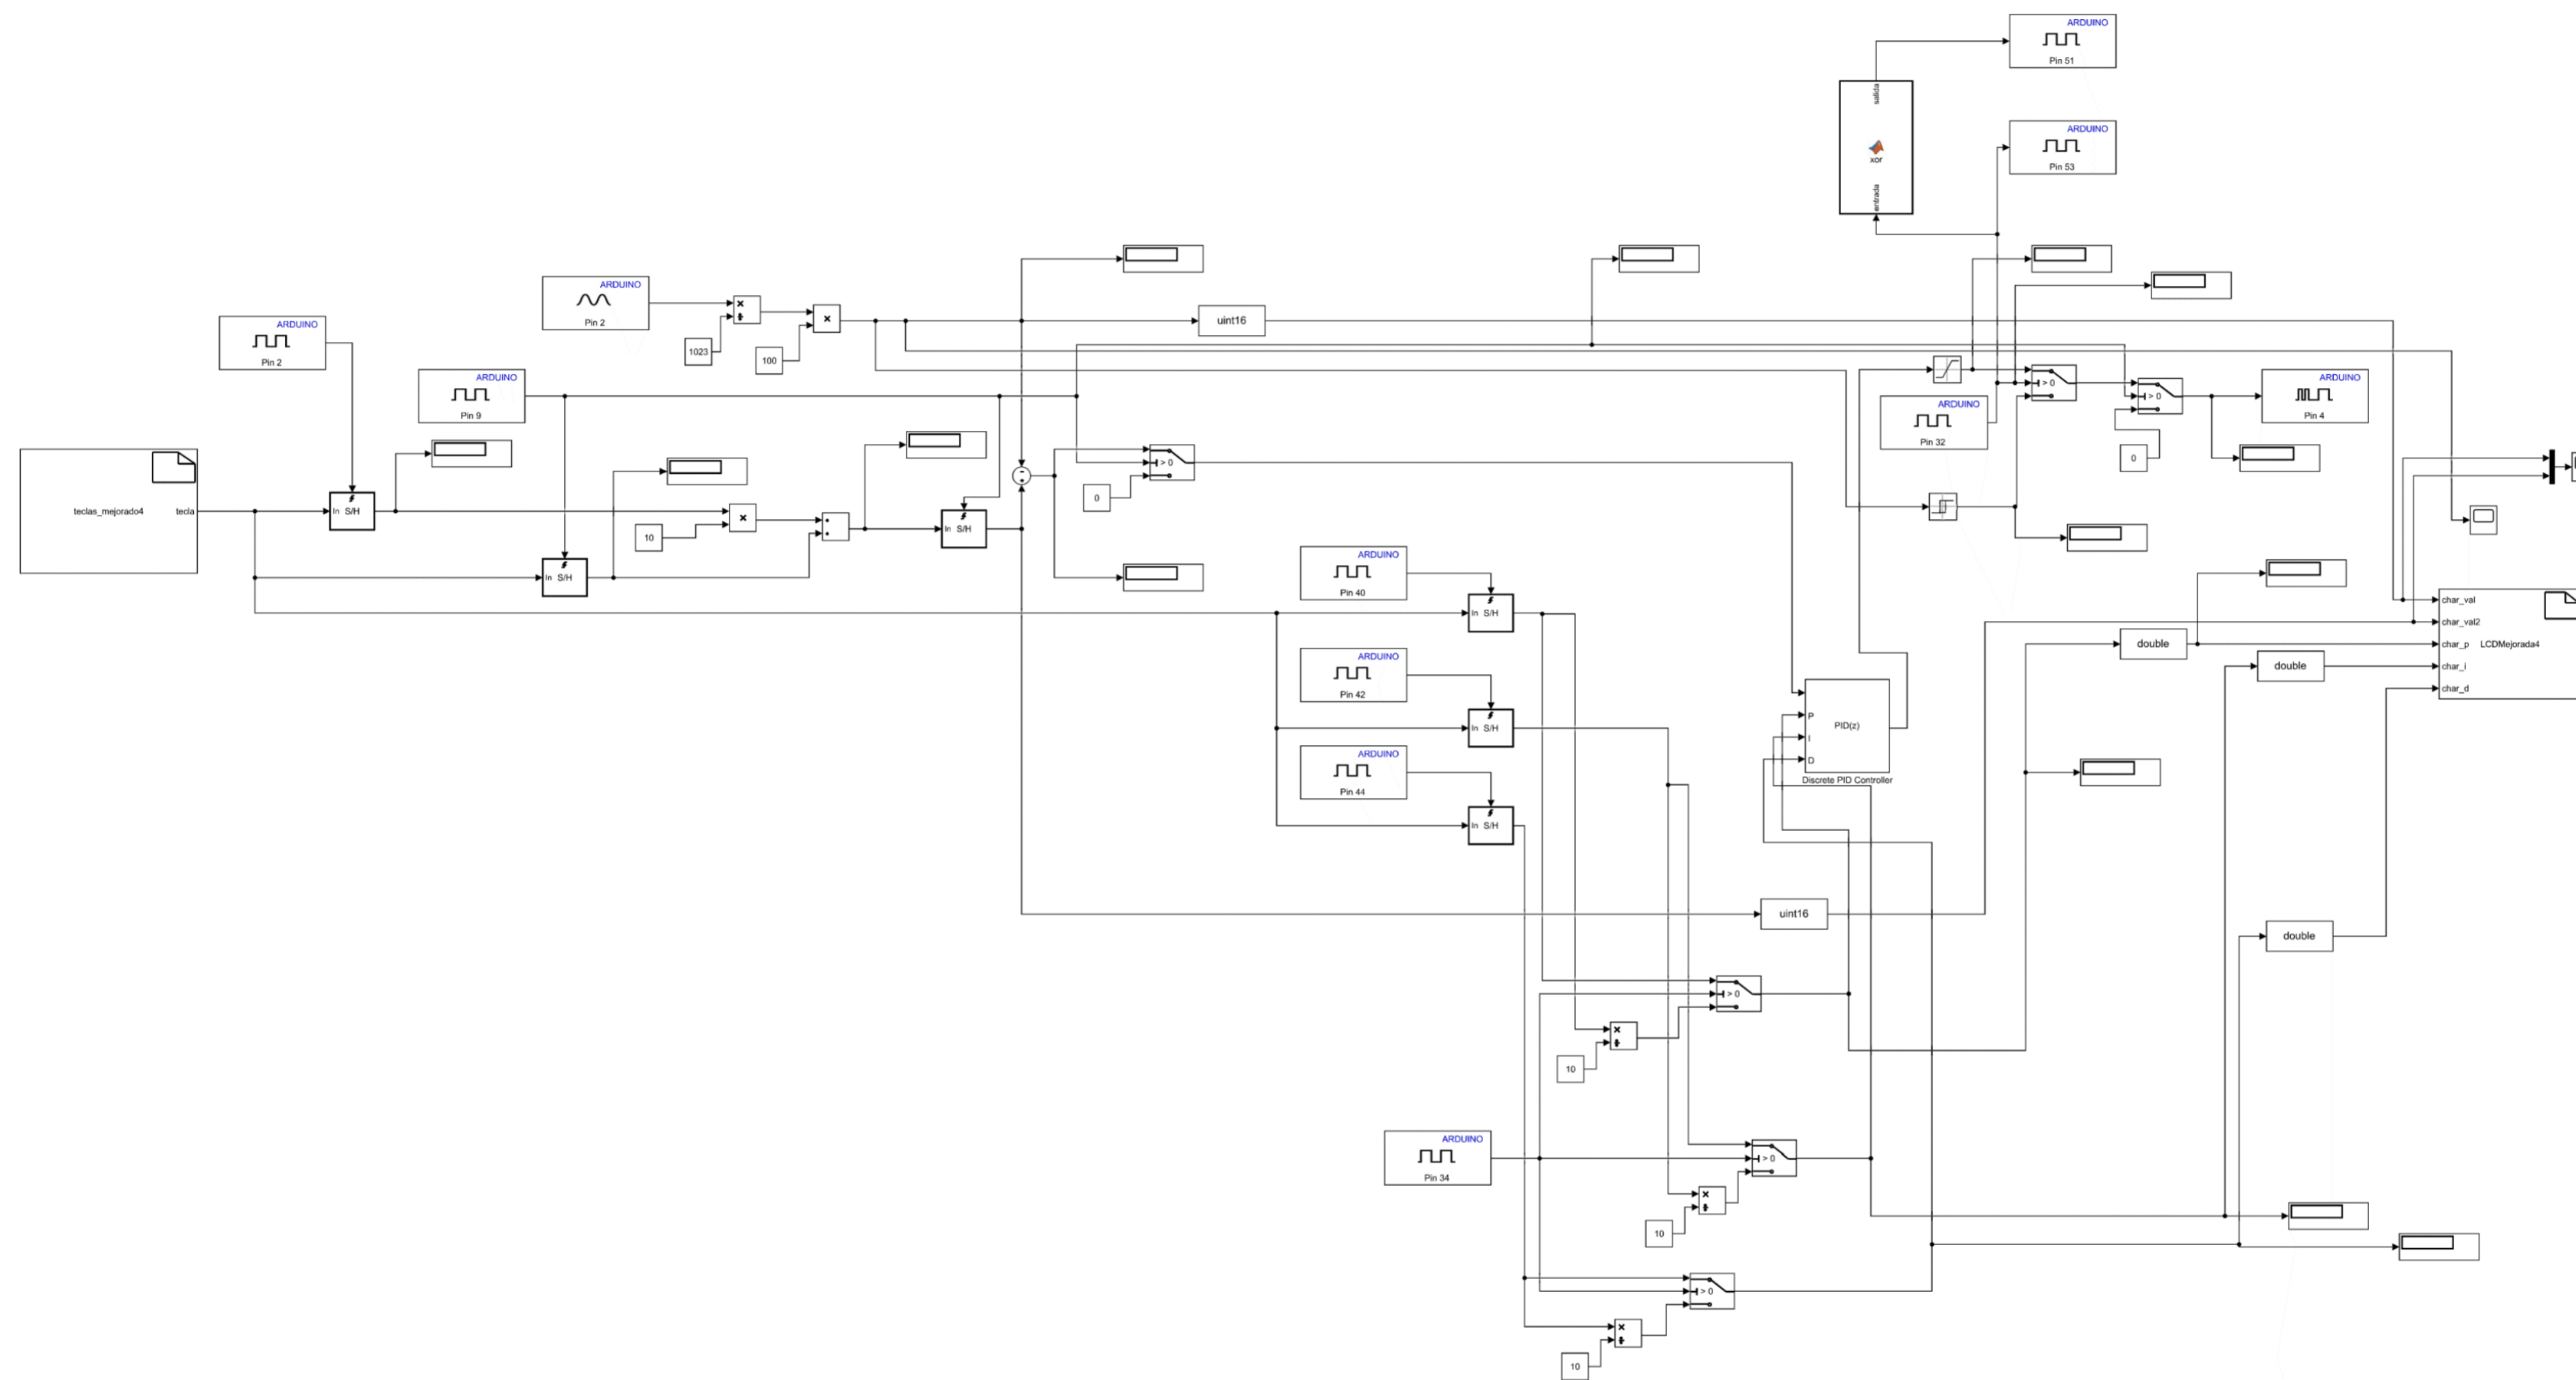 ARDUINO
Pin 51
salida
xor
entrada
ARDUINO
Pin 53
ARDUINO
Pin 2
1023
100
uint16
ARDUINO
Pin 2
ARDUINO
Pin 9
ARDUINO
Pin 32
> 0
> 0
0
ARDUINO
Pin 4
teclas_mejorado4
tecla
In S/H
In S/H
10
In S/H
> 0
0
ARDUINO
Pin 40
In S/H
ARDUINO
Pin 42
In S/H
ARDUINO
Pin 44
In S/H
P
I
D
PID(z)
Discrete PID Controller
double
double
double
char_val
char_val2
char_p
char_i
char_d
LCDMejorada4
uint16
> 0
10
ARDUINO
Pin 34
> 0
10
> 0
10